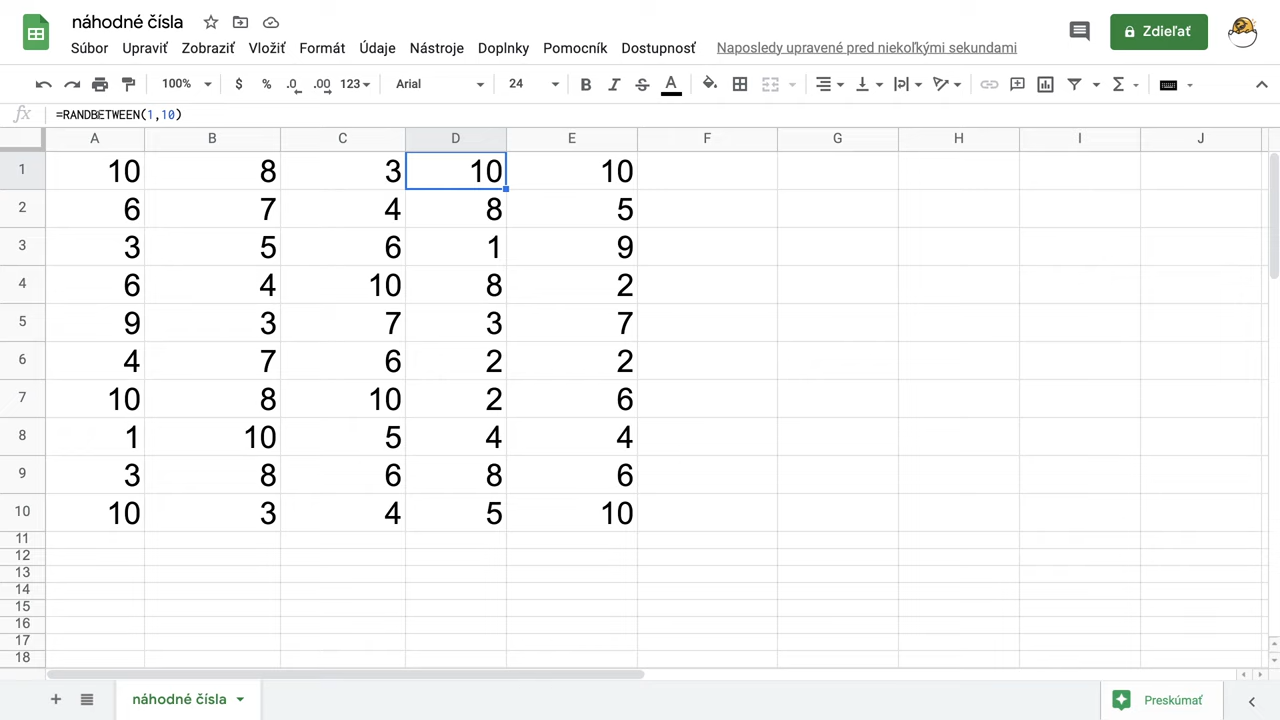 náhodné čísla
Súbor Upraviť Zobraziť Vložiť Formát Údaje Nástroje Doplnky Pomocník Dostupnosť Naposledy upravené pred niekoľkými sekundami
Zdieľať
100% $ % .0 .00 123 Arial 24 B I S A Σ
fx =RANDBETWEEN(1,10)
A B C D E F G H I J
1 10 8 3 10 10
2 6 7 4 8 5
3 3 5 6 1 9
4 6 4 10 8 2
5 9 3 7 3 7
6 4 7 6 2 2
7 10 8 10 2 6
8 1 10 5 4 4
9 3 8 6 8 6
10 10 3 4 5 10
11
12
13
14
15
16
17
18
+ náhodné čísla Preskúmať